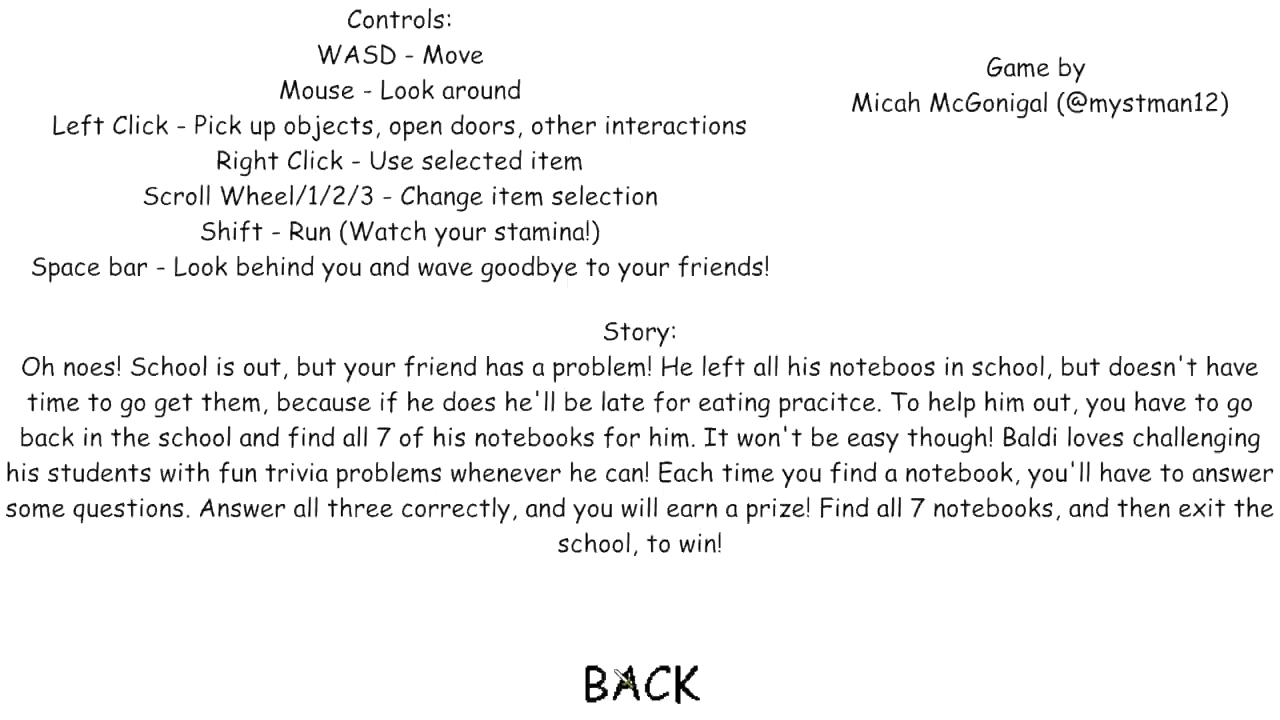 Controls:
WASD - Move
Mouse - Look around
Left Click - Pick up objects, open doors, other interactions
Right Click - Use selected item
Scroll Wheel/1/2/3 - Change item selection
Shift - Run (Watch your stamina!)
Space bar - Look behind you and wave goodbye to your friends!
Game by
Micah McGonigal (@mystman12)
Story:
Oh noes! School is out, but your friend has a problem! He left all his noteboos in school, but doesn't have
time to go get them, because if he does he'll be late for eating pracitce. To help him out, you have to go
back in the school and find all 7 of his notebooks for him. It won't be easy though! Baldi loves challenging
his students with fun trivia problems whenever he can! Each time you find a notebook, you'll have to answer
some questions. Answer all three correctly, and you will earn a prize! Find all 7 notebooks, and then exit the
school, to win!
BACK